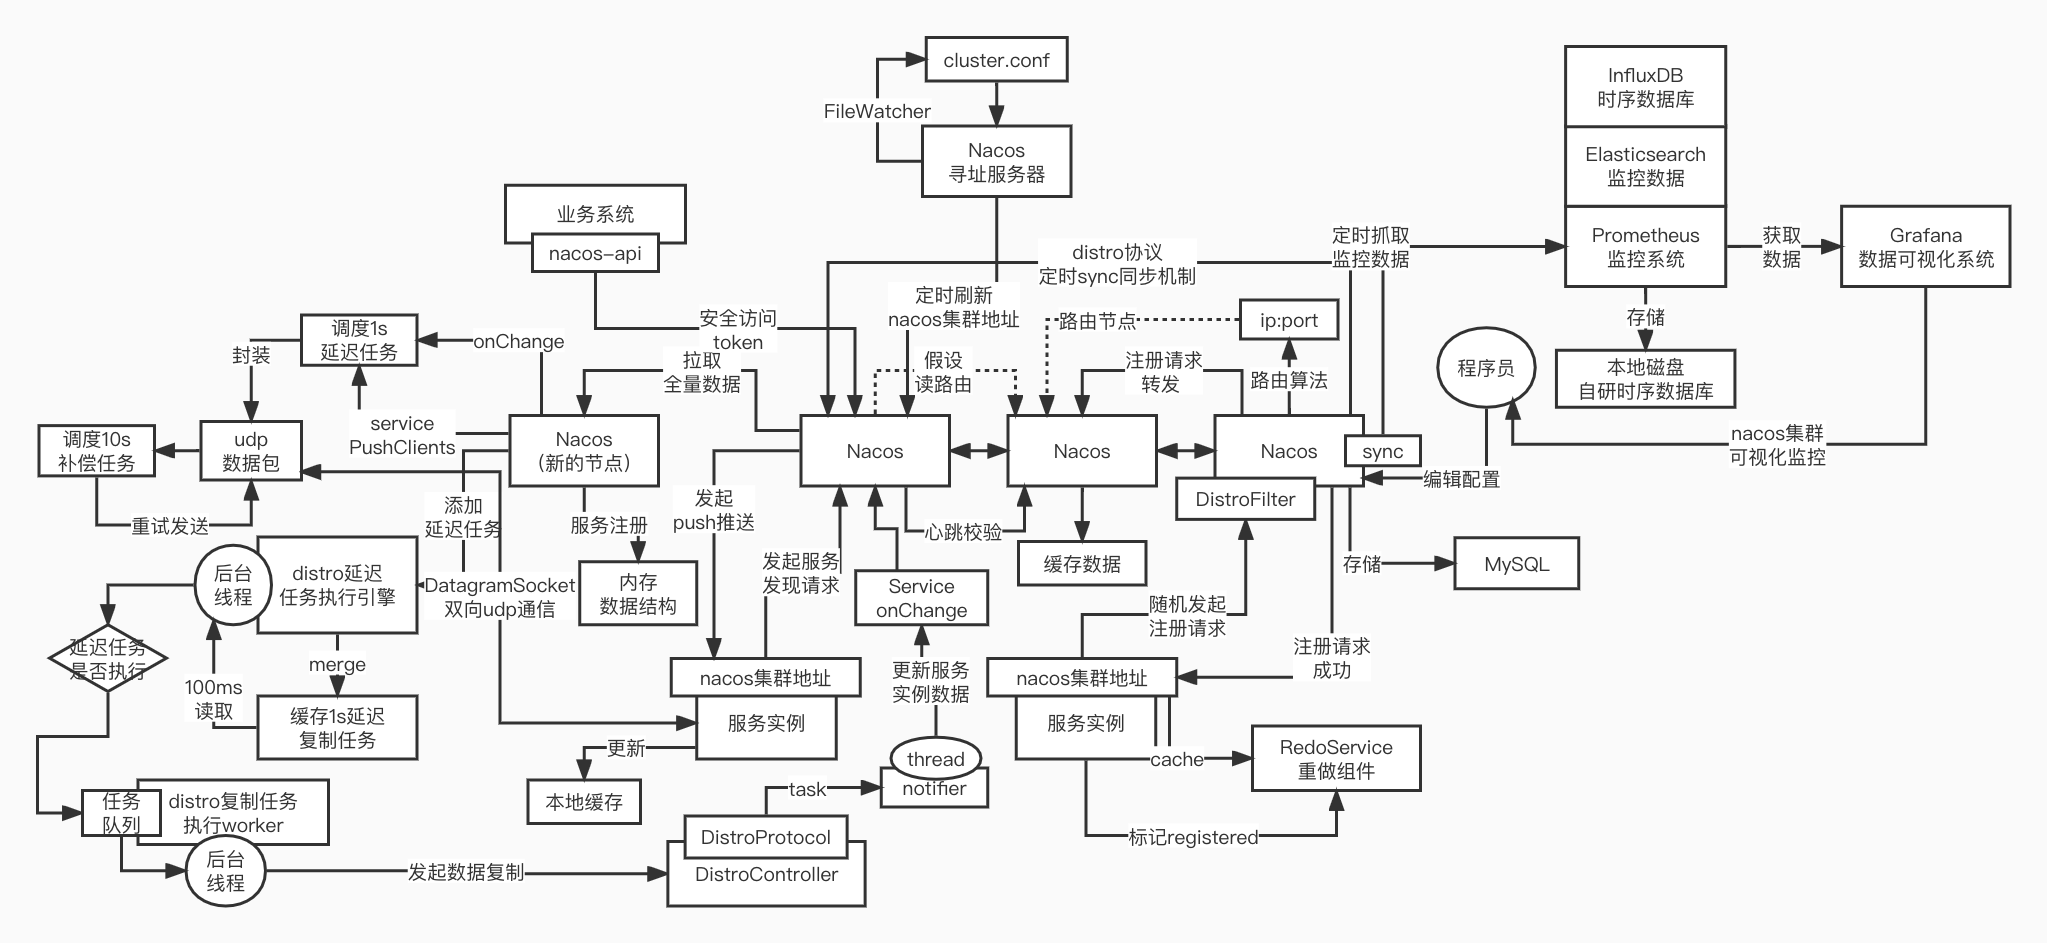 cluster.conf
FileWatcher
Nacos
寻址服务器
InfluxDB
时序数据库
Elasticsearch
监控数据
Prometheus
监控系统
获取
数据
Grafana
数据可视化系统
业务系统
nacos-api
distro协议
定时sync同步机制
定时抓取
监控数据
定时刷新
nacos集群地址
安全访问
token
路由节点
ip:port
存储
本地磁盘
自研时序数据库
程序员
调度1s
延迟任务
onChange
封装
拉取
全量数据
假设
读路由
注册请求
转发
路由算法
service
PushClients
调度10s
补偿任务
udp
数据包
Nacos
(新的节点)
Nacos
Nacos
Nacos
sync
nacos集群
可视化监控
编辑配置
DistroFilter
重试发送
添加
延迟任务
服务注册
发起
push推送
心跳校验
发起服务
发现请求
缓存数据
存储
MySQL
后台
线程
distro延迟
任务执行引擎
DatagramSocket
双向udp通信
内存
数据结构
Service
onChange
随机发起
注册请求
延迟任务
是否执行
merge
100ms
读取
缓存1s延迟
复制任务
nacos集群地址
服务实例
更新服务
实例数据
nacos集群地址
服务实例
注册请求
成功
更新
本地缓存
thread
notifier
task
cache
RedoService
重做组件
标记registered
任务
队列
distro复制任务
执行worker
后台
线程
发起数据复制
DistroProtocol
DistroController